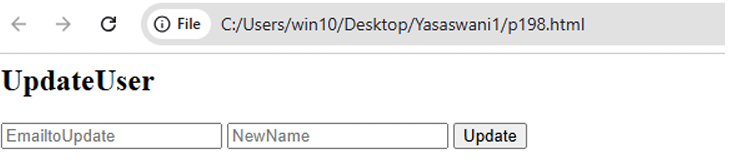 File C:/Users/win10/Desktop/Yasaswani1/p198.html
UpdateUser
EmailtoUpdate NewName Update